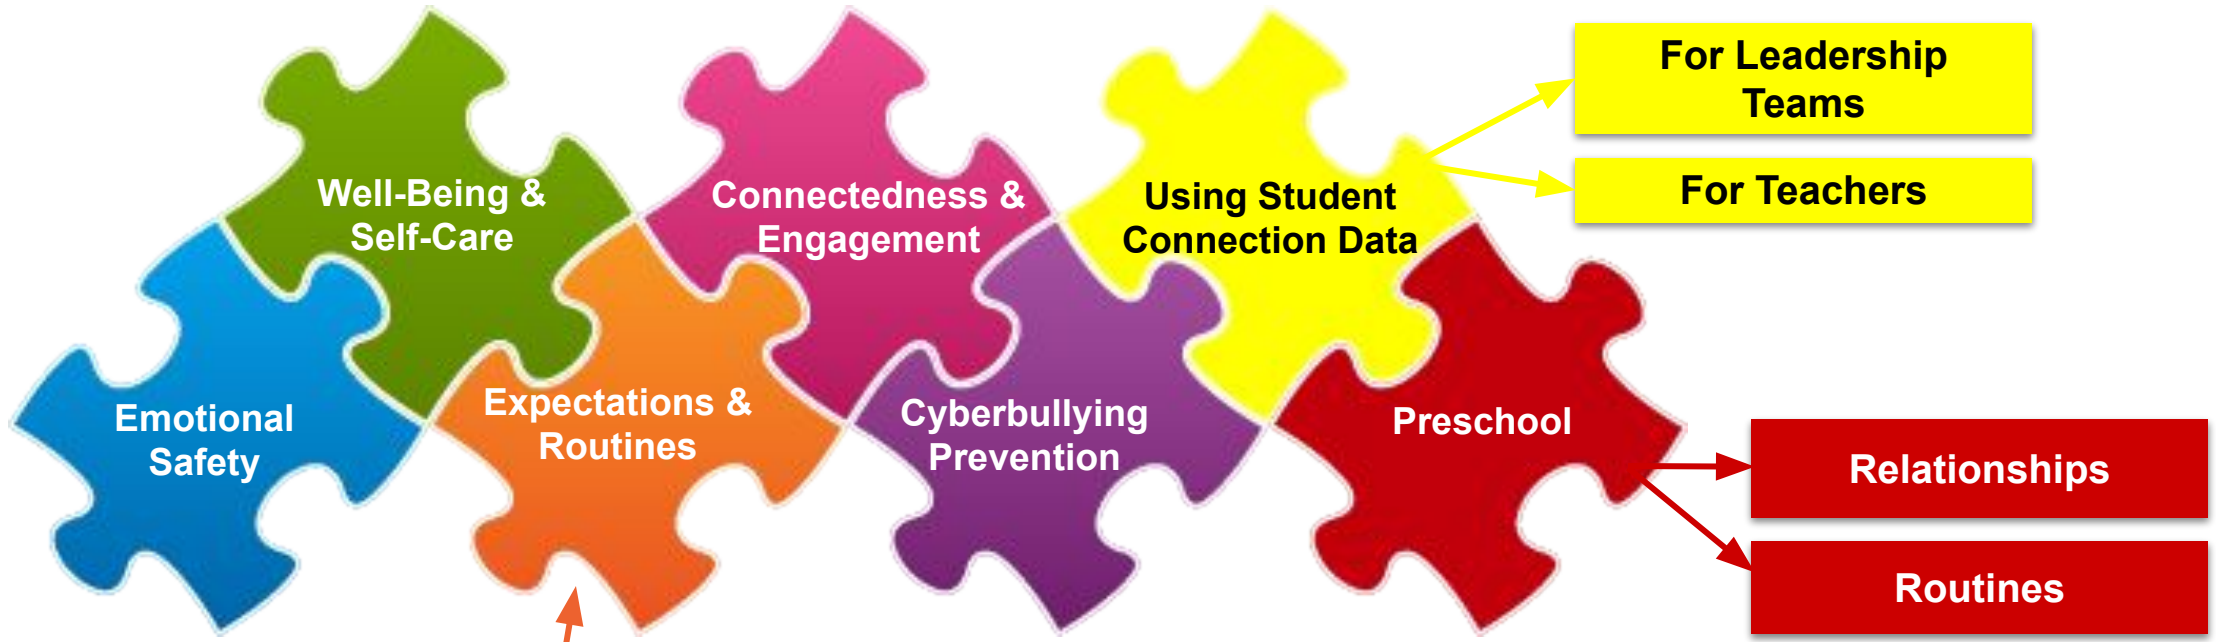 For Leadership
Teams
For Teachers
Well-Being &
Self-Care
Connectedness &
Engagement
Using Student
Connection Data
Emotional
Safety
Expectations &
Routines
Cyberbullying
Prevention
Preschool
Relationships
Routines